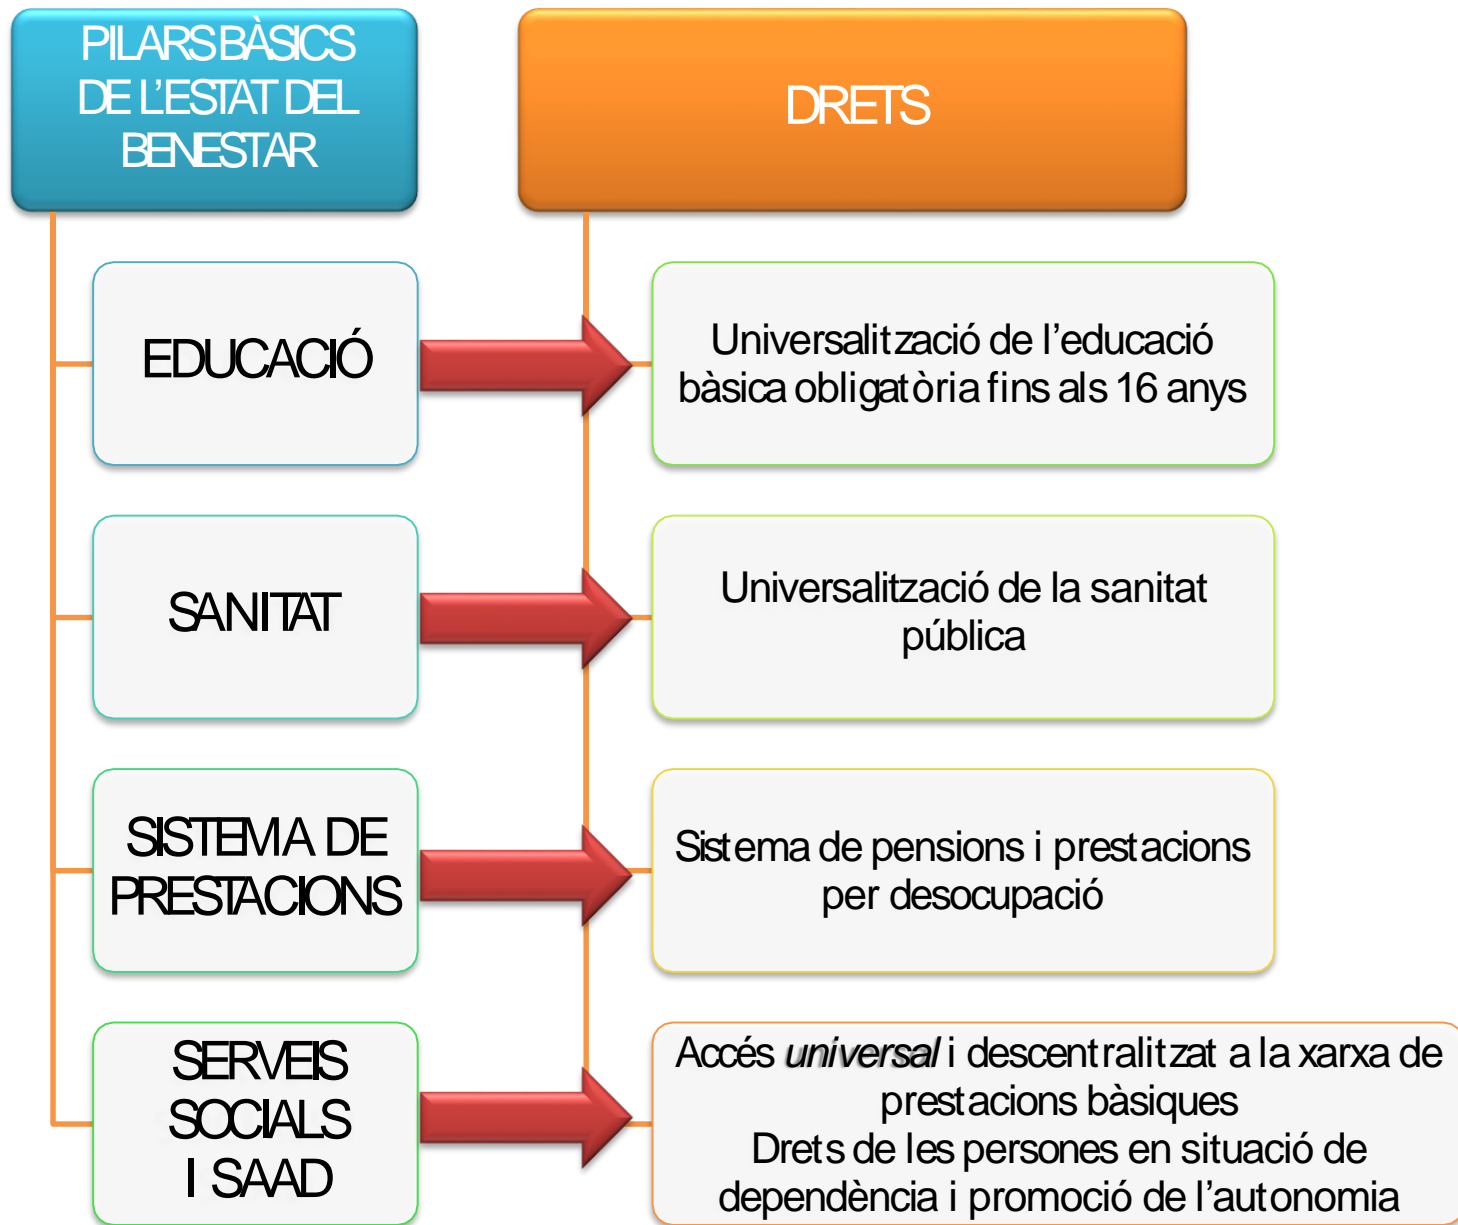 PILARS BÀSICS
DE L'ESTAT DEL
BENESTAR
DRETS
EDUCACIÓ
Universalització de l'educació
bàsica obligatòria fins als 16 anys
SANITAT
Universalització de la sanitat
pública
SISTEMA DE
PRESTACIONS
Sistema de pensions i prestacions
per desocupació
SERVEIS
SOCIALS
I SAAD
Accés universal i descentralitzat a la xarxa de
prestacions bàsiques
Drets de les persones en situació de
dependència i promoció de l'autonomia